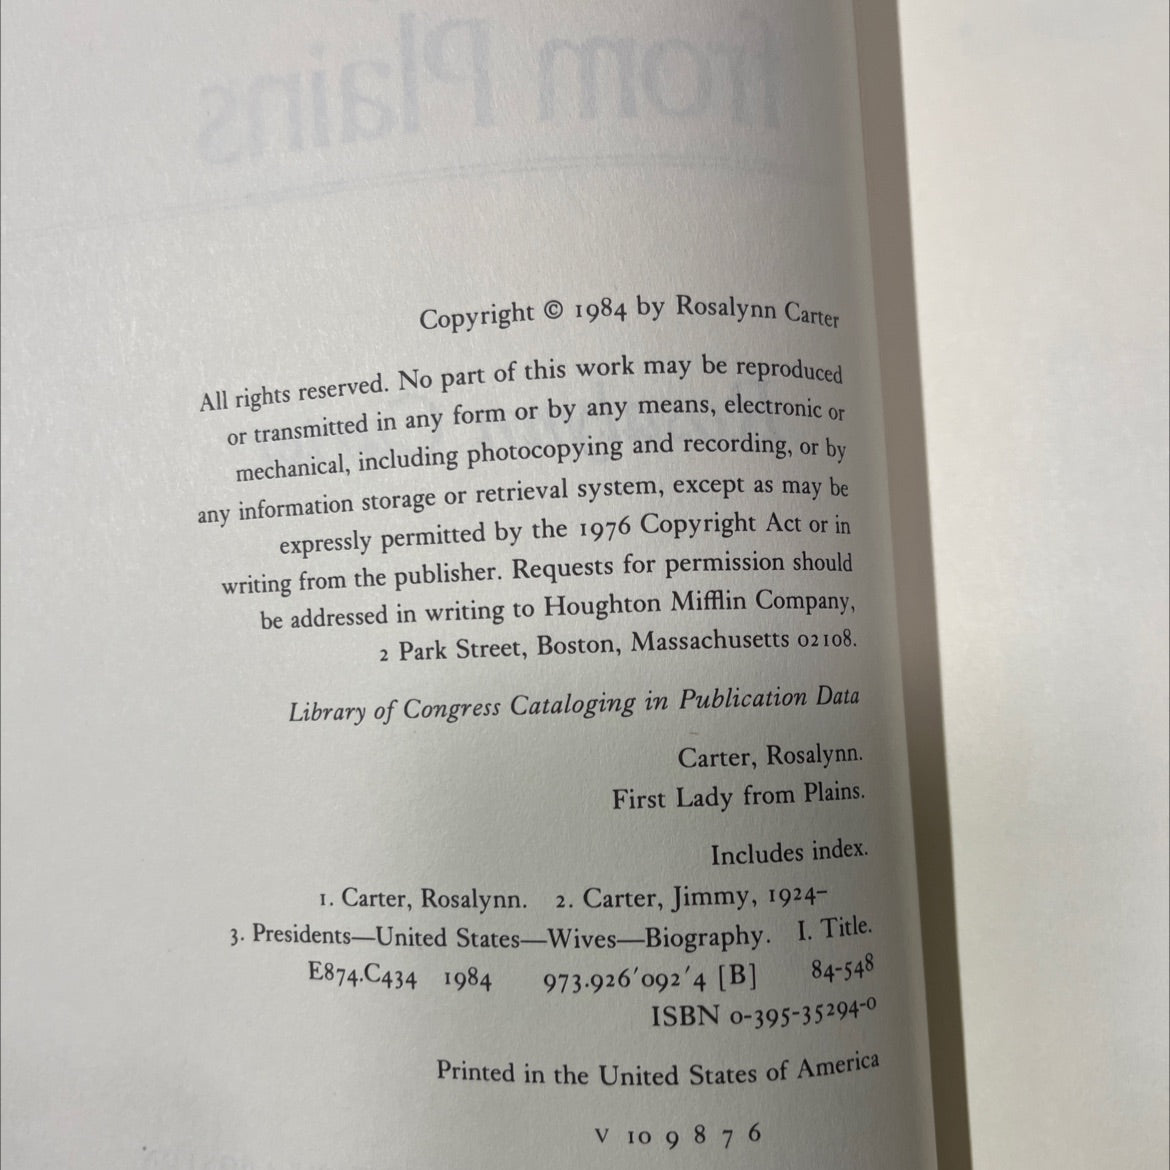 from Plains
Copyright © 1984 by Rosalynn Carter
All rights reserved. No part of this work may be reproduced
or transmitted in any form or by any means, electronic or
mechanical, including photocopying and recording, or by
any information storage or retrieval system, except as may be
expressly permitted by the 1976 Copyright Act or in
writing from the publisher. Requests for permission should
be addressed in writing to Houghton Mifflin Company,
2 Park Street, Boston, Massachusetts 02108.
Library of Congress Cataloging in Publication Data
Carter, Rosalynn.
First Lady from Plains.
Includes index.
1. Carter, Rosalynn. 2. Carter, Jimmy, 1924–
3. Presidents—United States—Wives—Biography. I. Title.
E874.C434 1984 973.926′092′4 [B] 84-548
ISBN 0-395-35294-0
Printed in the United States of America
V 10 9 8 7 6